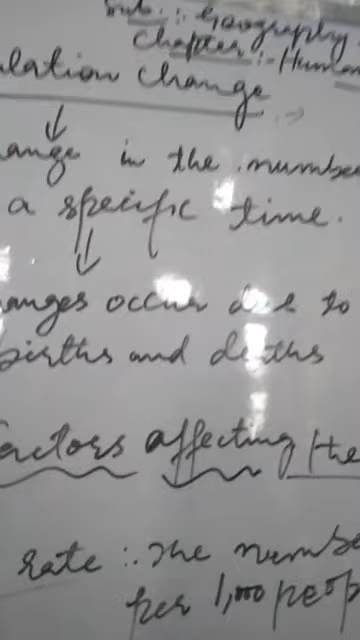 Sub.:: Geography
Chapter:- Human
ulation change
ange in the numbe
a specific time.
anges occur due to
births and deaths
actors affecting the
rate :. The numbe
per 1,000 peop